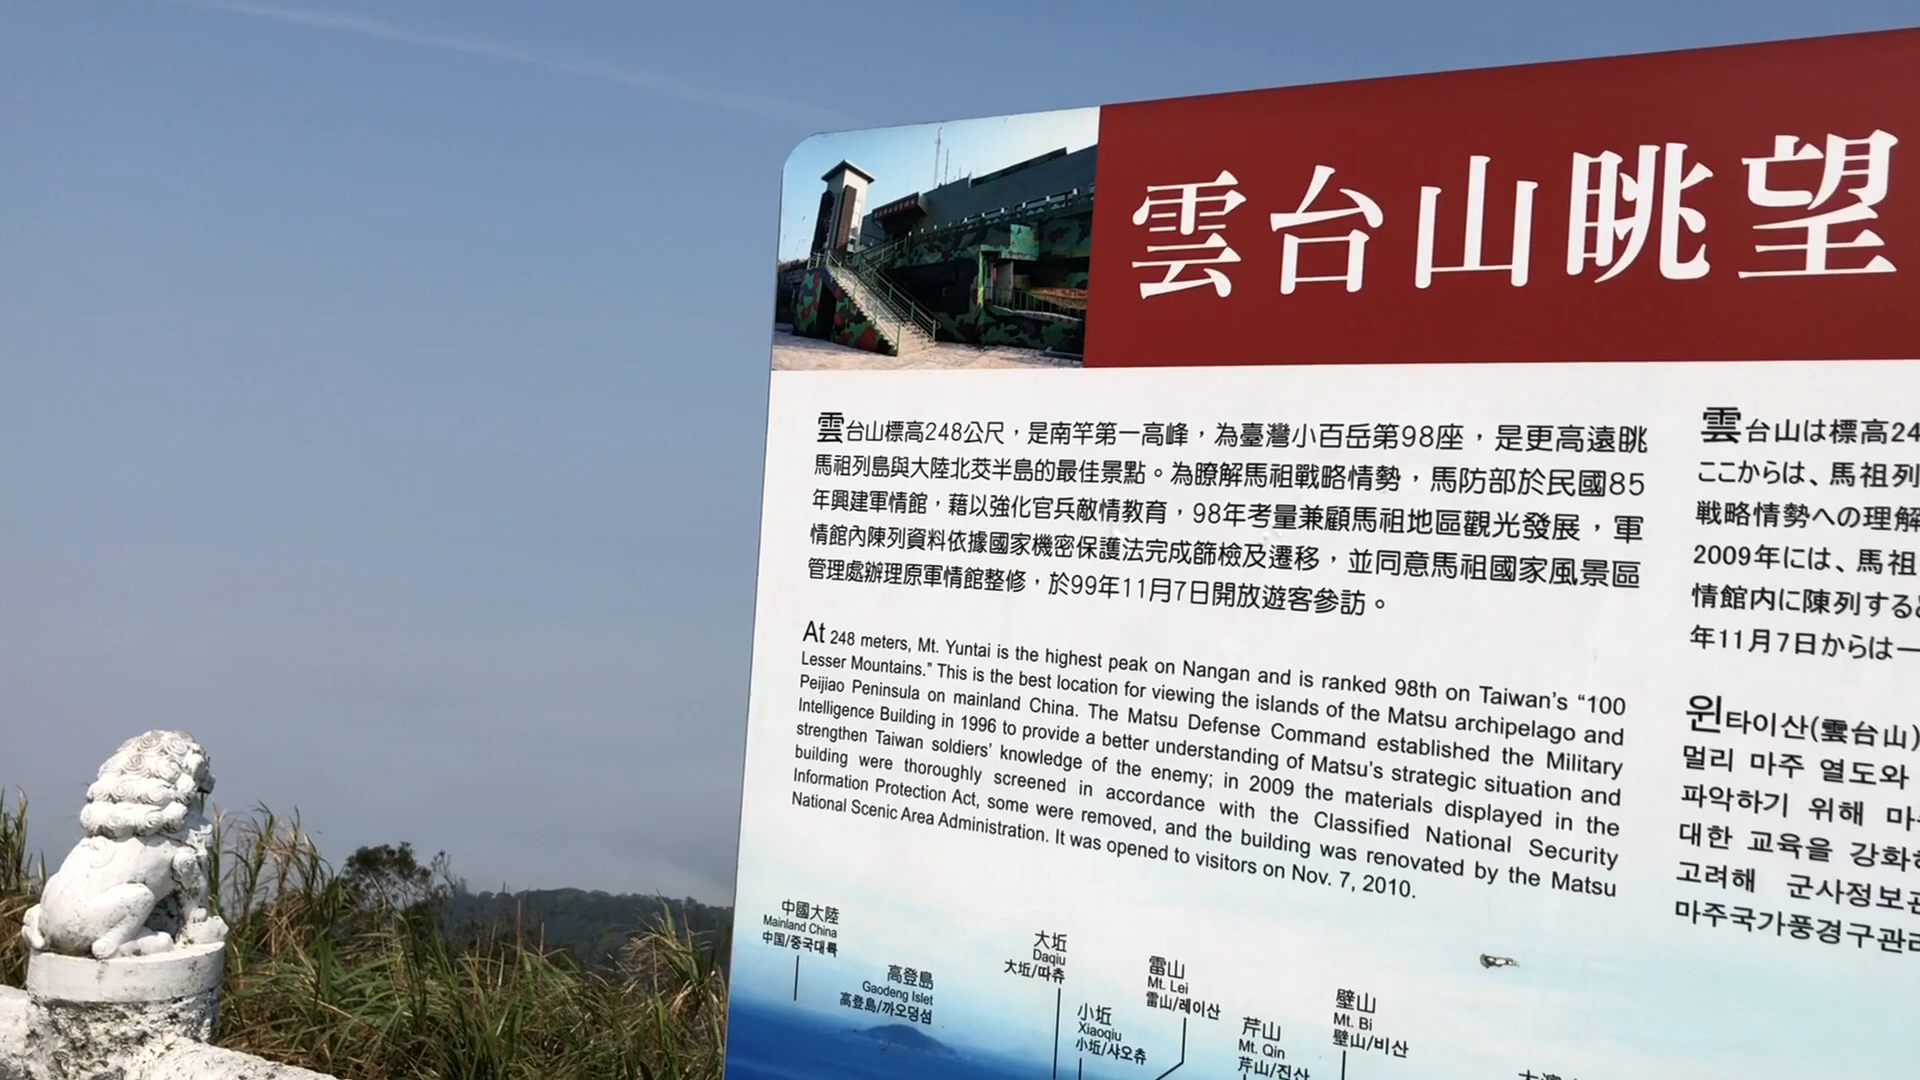 雲台山眺望
雲台山標高248公尺，是南竿第一高峰，為臺灣小百岳第98座，是更高遠眺
馬祖列島與大陸北茭半島的最佳景點。為瞭解馬祖戰略情勢，馬防部於民國85
年興建軍情館，藉以強化官兵敵情教育，98年考量兼顧馬祖地區觀光發展，軍
情館內陳列資料依據國家機密保護法完成篩檢及遷移，並同意馬祖國家風景區
管理處辦理原軍情館整修，於99年11月7日開放遊客參訪。
At 248 meters, Mt. Yuntai is the highest peak on Nangan and is ranked 98th on Taiwan's “100
Lesser Mountains.” This is the best location for viewing the islands of the Matsu archipelago and
Peijiao Peninsula on mainland China. The Matsu Defense Command established the Military
Intelligence Building in 1996 to provide a better understanding of Matsu's strategic situation and
strengthen Taiwan soldiers' knowledge of the enemy; in 2009 the materials displayed in the
building were thoroughly screened in accordance with the Classified National Security
Information Protection Act, some were removed, and the building was renovated by the Matsu
National Scenic Area Administration. It was opened to visitors on Nov. 7, 2010.
雲台山は標高24
ここからは、馬祖列
戦略情勢への理解
2009年には、馬祖
情館内に陳列する
年11月7日からは一
윈타이산(雲台山)
멀리 마주 열도와
파악하기 위해 마
대한 교육을 강화
고려해 군사정보관
마주국가풍경구관리
中國大陸
Mainland China
中国/중국대륙
高登島
Gaodeng Islet
高登島/까오덩섬
大坵
Daqiu
大坵/따츄
小坵
Xiaoqiu
小坵/샤오츄
雷山
Mt. Lei
雷山/레이산
芹山
Mt. Qin
芹山/진산
壁山
Mt. Bi
壁山/비산